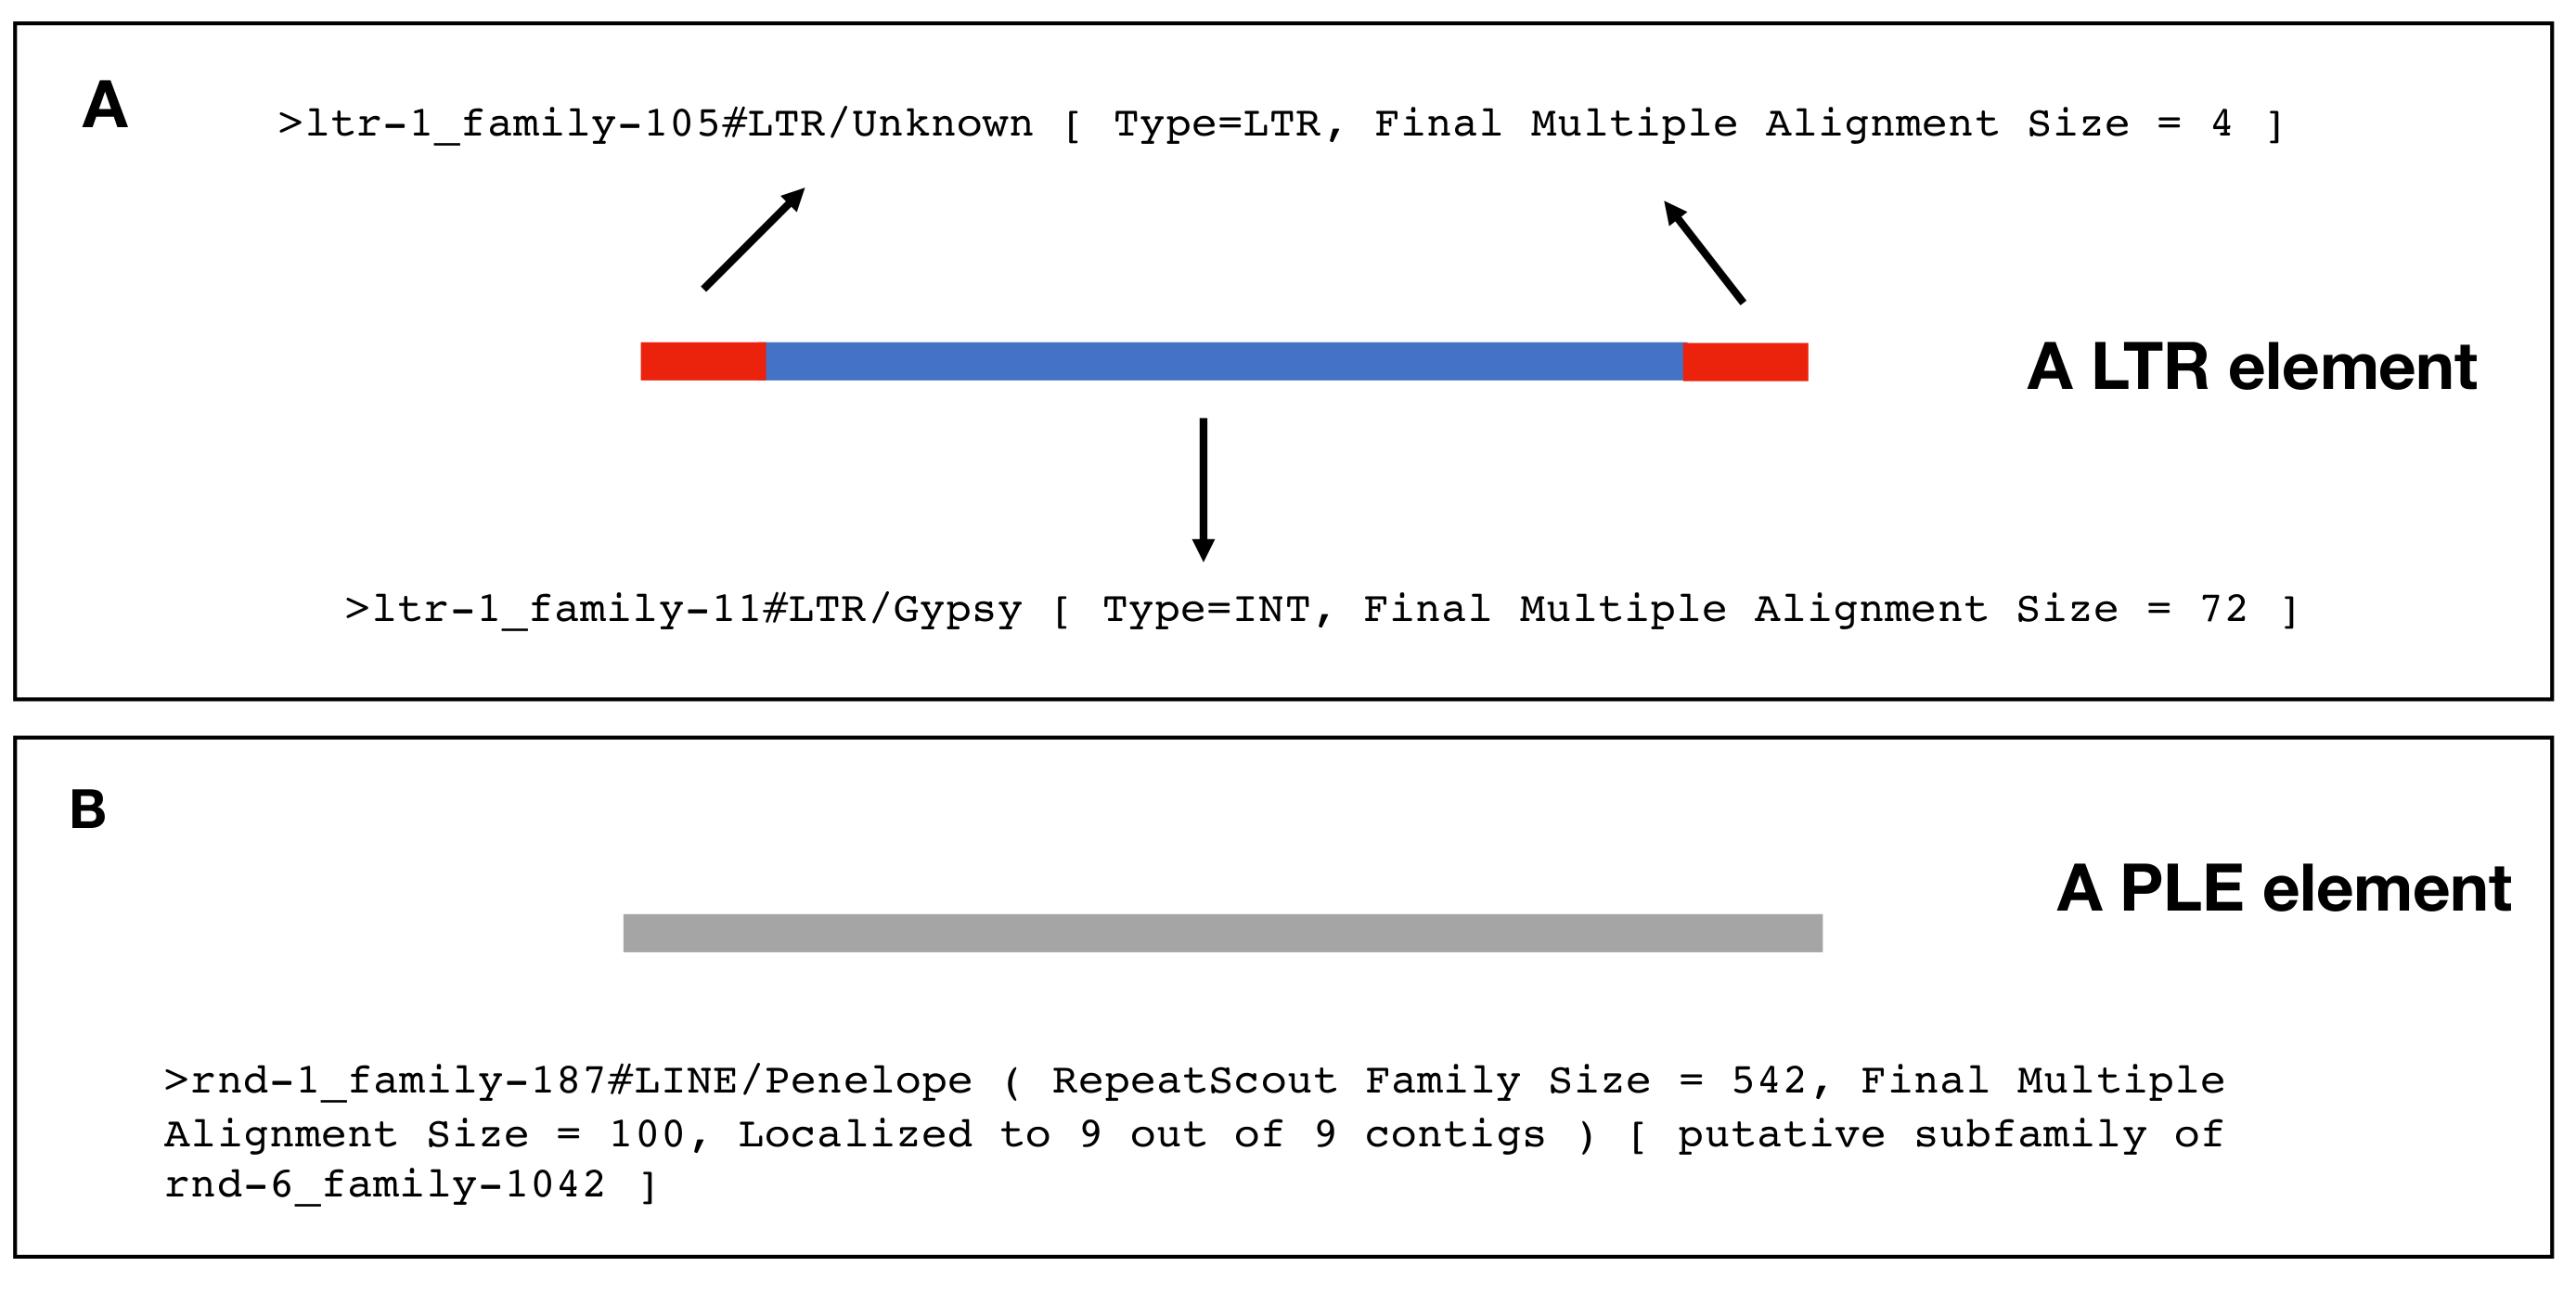 A
>ltr-1_family-105#LTR/Unknown [ Type=LTR, Final Multiple Alignment Size = 4 ]
A LTR element
>ltr-1_family-11#LTR/Gypsy [ Type=INT, Final Multiple Alignment Size = 72 ]
B
A PLE element
>rnd-1_family-187#LINE/Penelope ( RepeatScout Family Size = 542, Final Multiple
Alignment Size = 100, Localized to 9 out of 9 contigs ) [ putative subfamily of
rnd-6_family-1042 ]